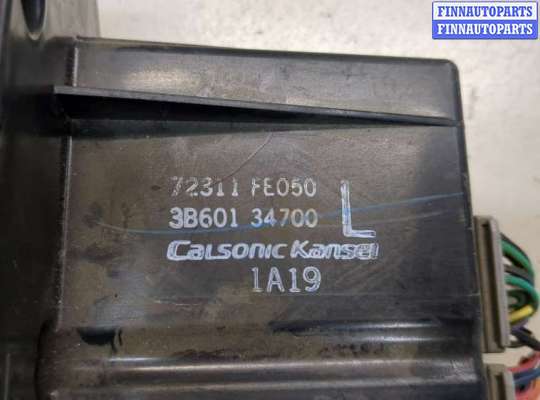 FINNAUTOPARTS
FINNAUTOPARTS
72311 FE050
3B601 34700 L
Calsonic Kansei
1A19